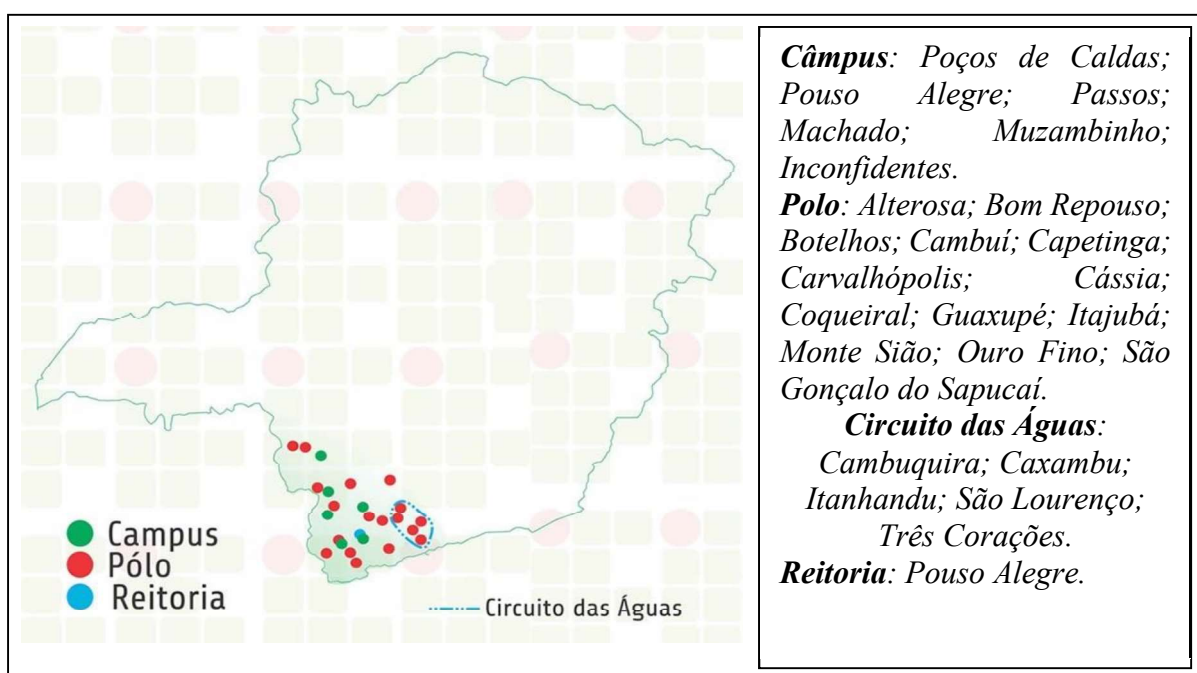 Campus
Pólo
Reitoria
Circuito das Águas
Câmpus: Poços de Caldas;
Pouso Alegre; Passos;
Machado; Muzambinho;
Inconfidentes.
Polo: Alterosa; Bom Repouso;
Botelhos; Cambuí; Capetinga;
Carvalhópolis; Cássia;
Coqueiral; Guaxupé; Itajubá;
Monte Sião; Ouro Fino; São
Gonçalo do Sapucaí.
Circuito das Águas:
Cambuquira; Caxambu;
Itanhandu; São Lourenço;
Três Corações.
Reitoria: Pouso Alegre.